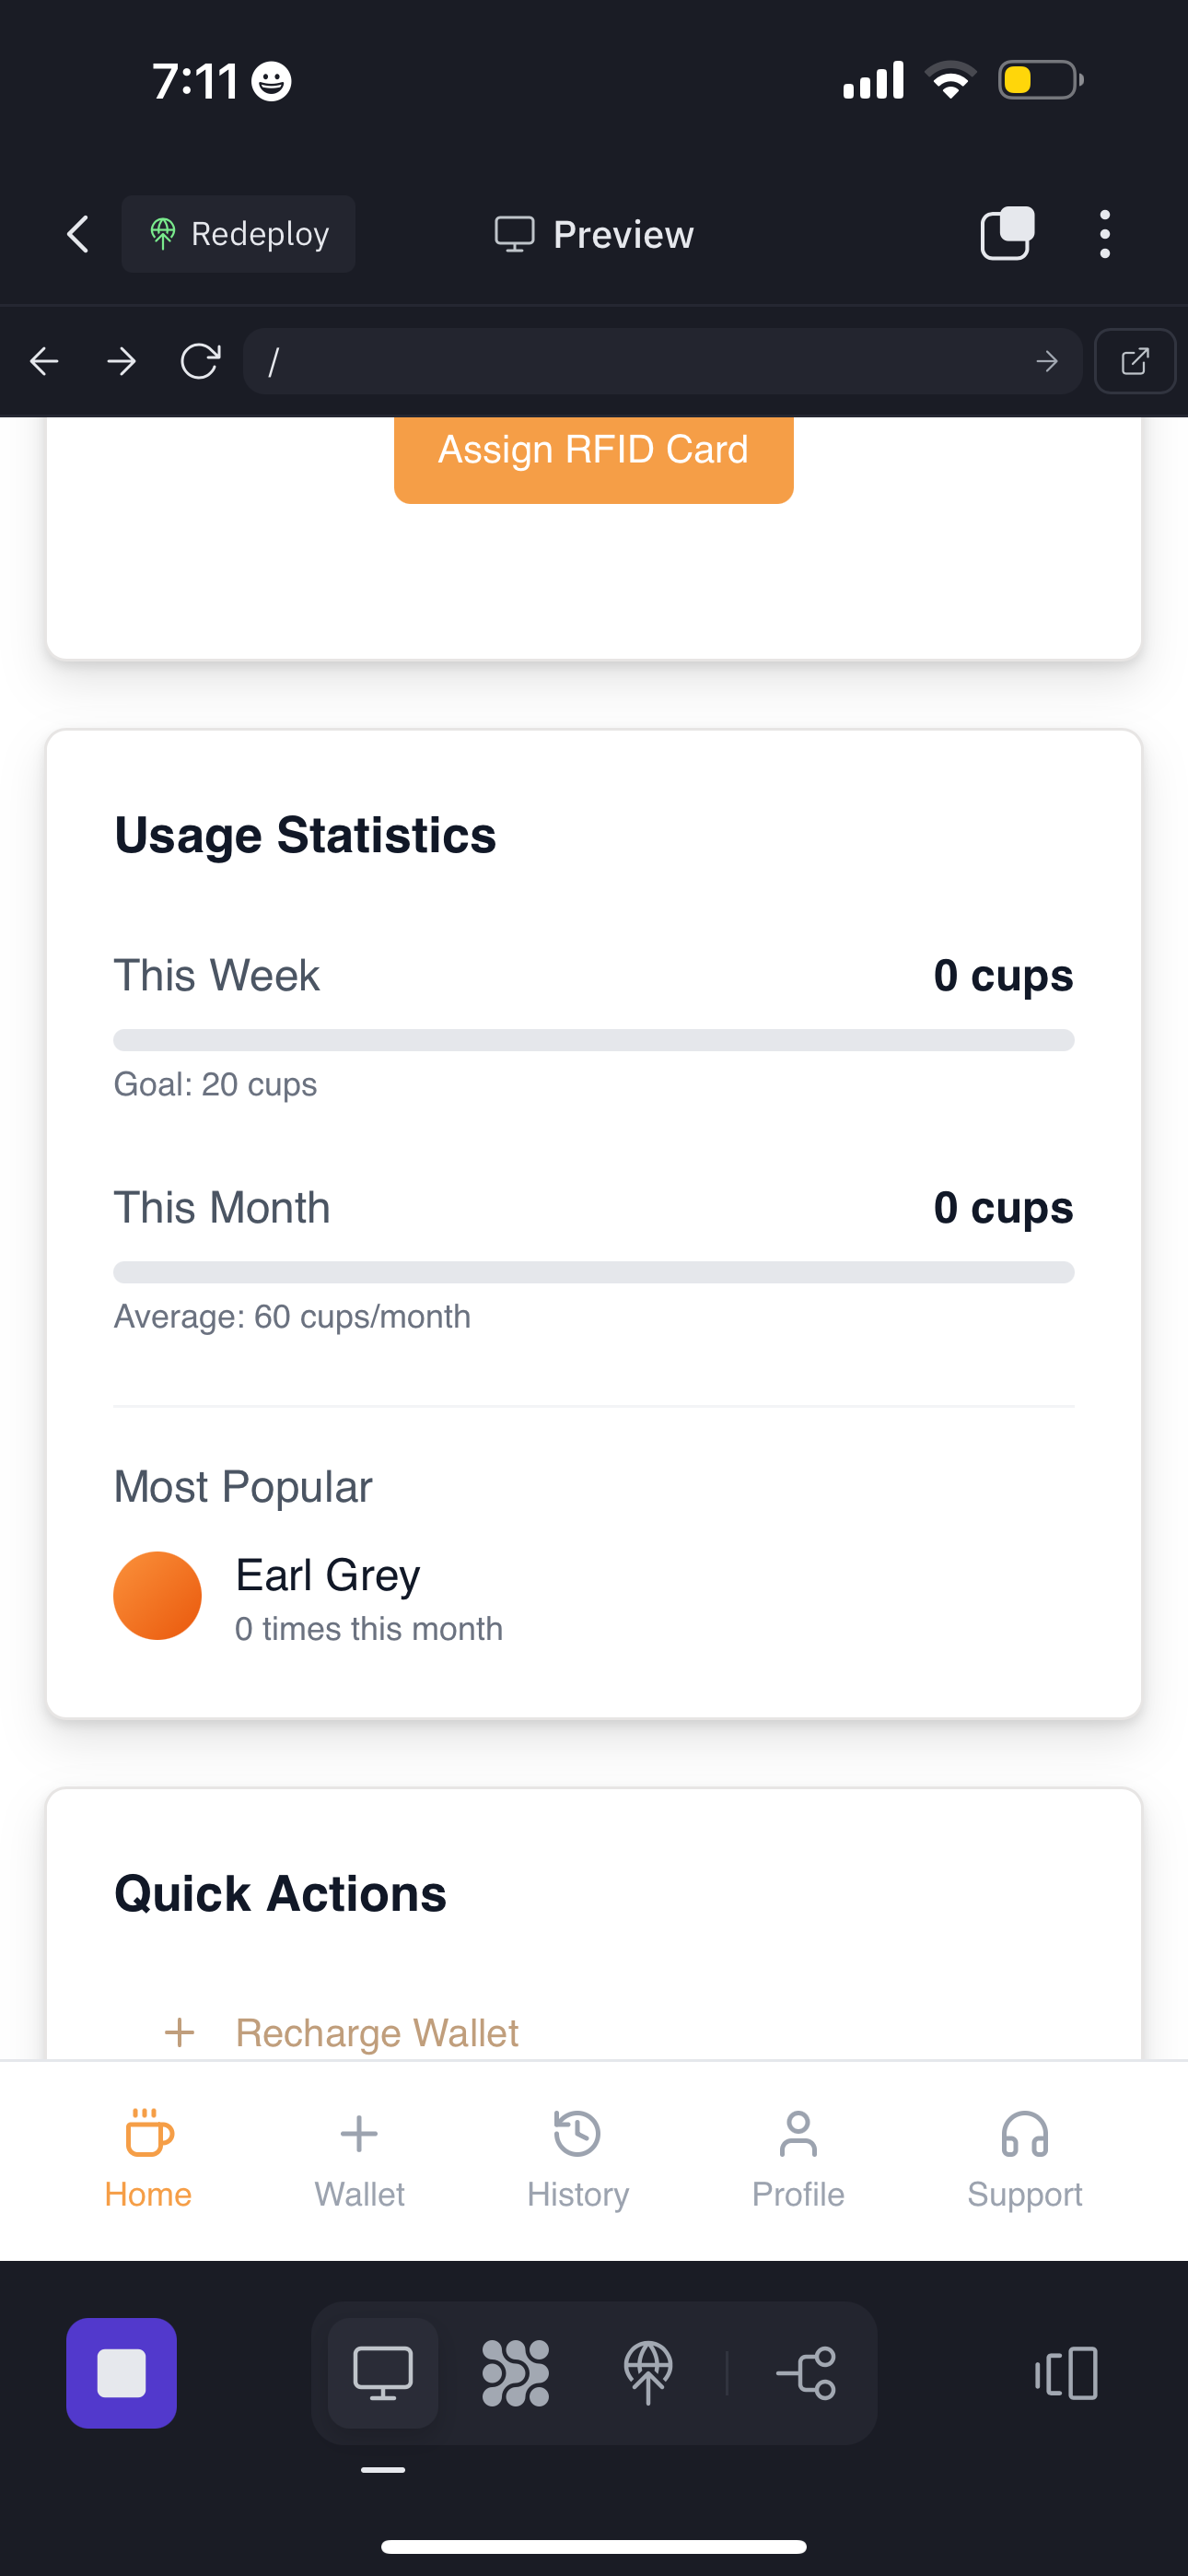 7:11
Redeploy
Preview
/
Assign RFID Card
Usage Statistics
This Week 0 cups
Goal: 20 cups
This Month 0 cups
Average: 60 cups/month
Most Popular
Earl Grey
0 times this month
Quick Actions
+ Recharge Wallet
Home Wallet History Profile Support